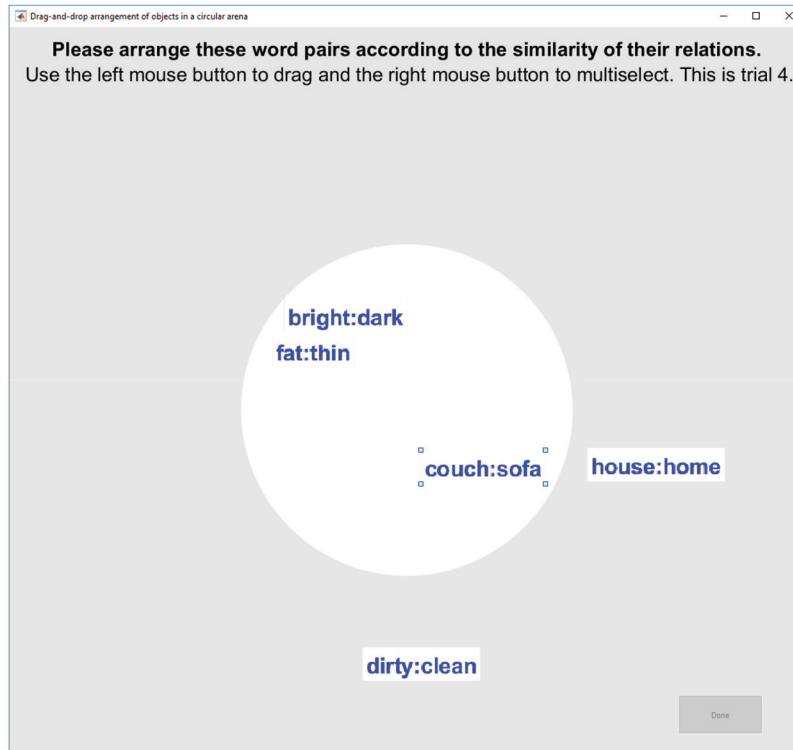 Drag-and-drop arrangement of objects in a circular arena
Please arrange these word pairs according to the similarity of their relations.
Use the left mouse button to drag and the right mouse button to multiselect. This is trial 4.
bright:dark
fat:thin
couch:sofa
house:home
dirty:clean
Done